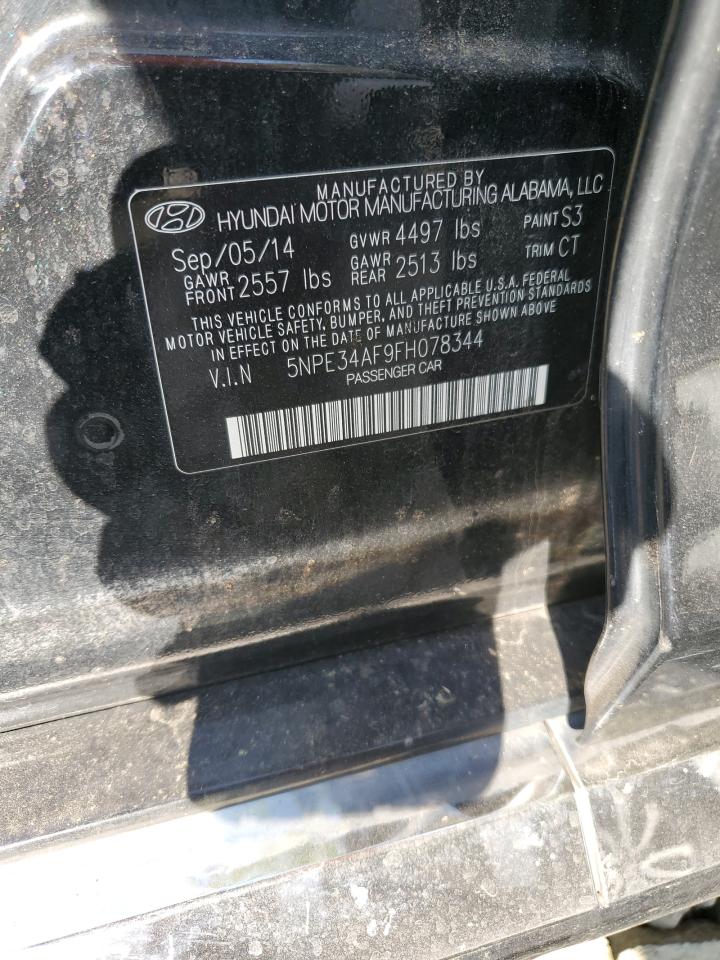 MANUFACTURED BY
HYUNDAI MOTOR MANUFACTURING ALABAMA, LLC
Sep/05/14 GVWR 4497 lbs PAINT S3
GAWR FRONT 2557 lbs GAWR REAR 2513 lbs TRIM CT
THIS VEHICLE CONFORMS TO ALL APPLICABLE U.S.A. FEDERAL
MOTOR VEHICLE SAFETY, BUMPER, AND THEFT PREVENTION STANDARDS
IN EFFECT ON THE DATE OF MANUFACTURE SHOWN ABOVE
V.I.N 5NPE34AF9FH078344
PASSENGER CAR